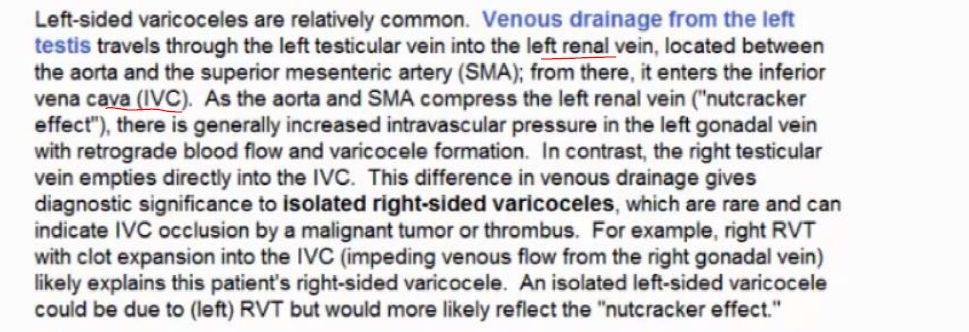 Left-sided varicoceles are relatively common.  Venous drainage from the left
testis travels through the left testicular vein into the left renal vein, located between
the aorta and the superior mesenteric artery (SMA); from there, it enters the inferior
vena cava (IVC).  As the aorta and SMA compress the left renal vein ("nutcracker
effect"), there is generally increased intravascular pressure in the left gonadal vein
with retrograde blood flow and varicocele formation.  In contrast, the right testicular
vein empties directly into the IVC.  This difference in venous drainage gives
diagnostic significance to isolated right-sided varicoceles, which are rare and can
indicate IVC occlusion by a malignant tumor or thrombus.  For example, right RVT
with clot expansion into the IVC (impeding venous flow from the right gonadal vein)
likely explains this patient's right-sided varicocele.  An isolated left-sided varicocele
could be due to (left) RVT but would more likely reflect the "nutcracker effect."